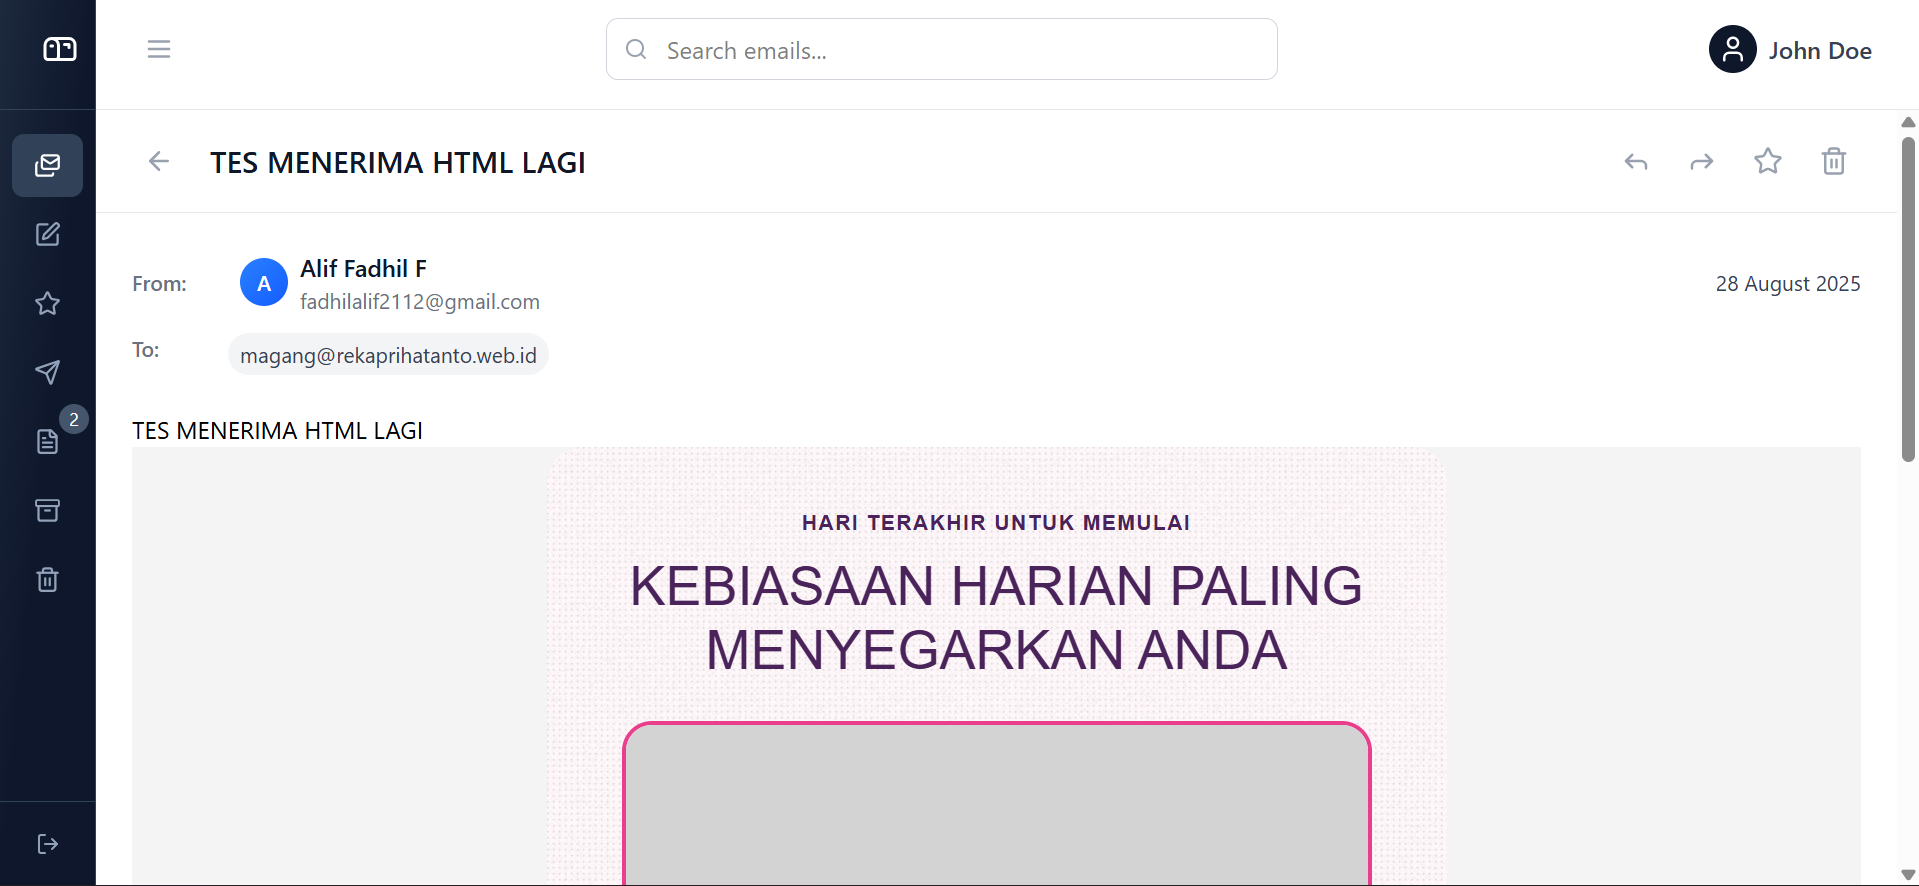 Search emails...
John Doe
TES MENERIMA HTML LAGI
From:
A
Alif Fadhil F
fadhilalif2112@gmail.com
28 August 2025
To:
magang@rekaprihatanto.web.id
2
TES MENERIMA HTML LAGI
HARI TERAKHIR UNTUK MEMULAI
KEBIASAAN HARIAN PALING
MENYEGARKAN ANDA